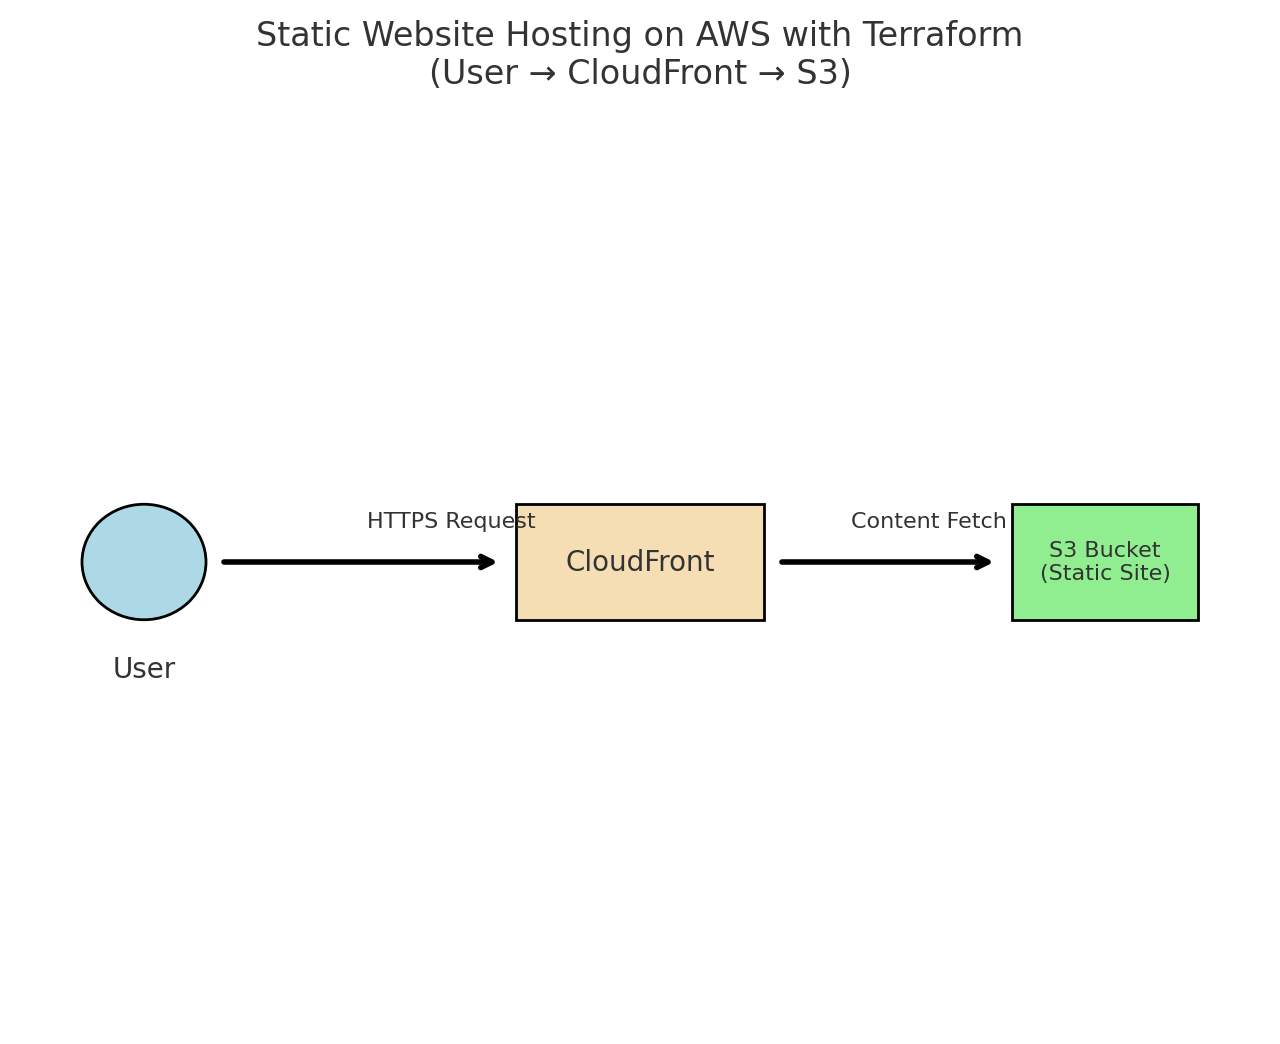 Static Website Hosting on AWS with Terraform
(User → CloudFront → S3)
HTTPS Request
Content Fetch
CloudFront
S3 Bucket
(Static Site)
User